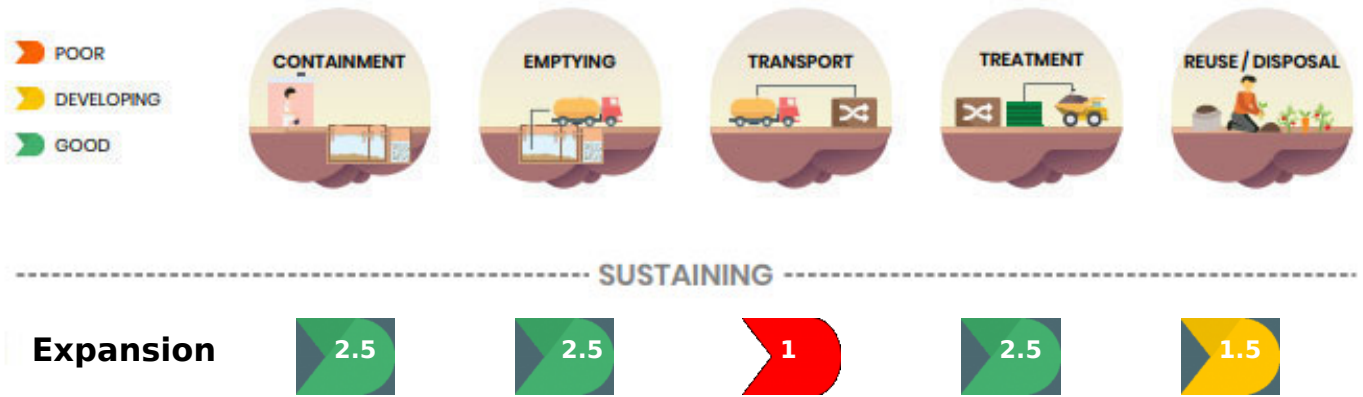 POOR
DEVELOPING
GOOD
CONTAINMENT
EMPTYING
TRANSPORT
TREATMENT
REUSE / DISPOSAL
SUSTAINING
Expansion 2.5 2.5 1 2.5 1.5